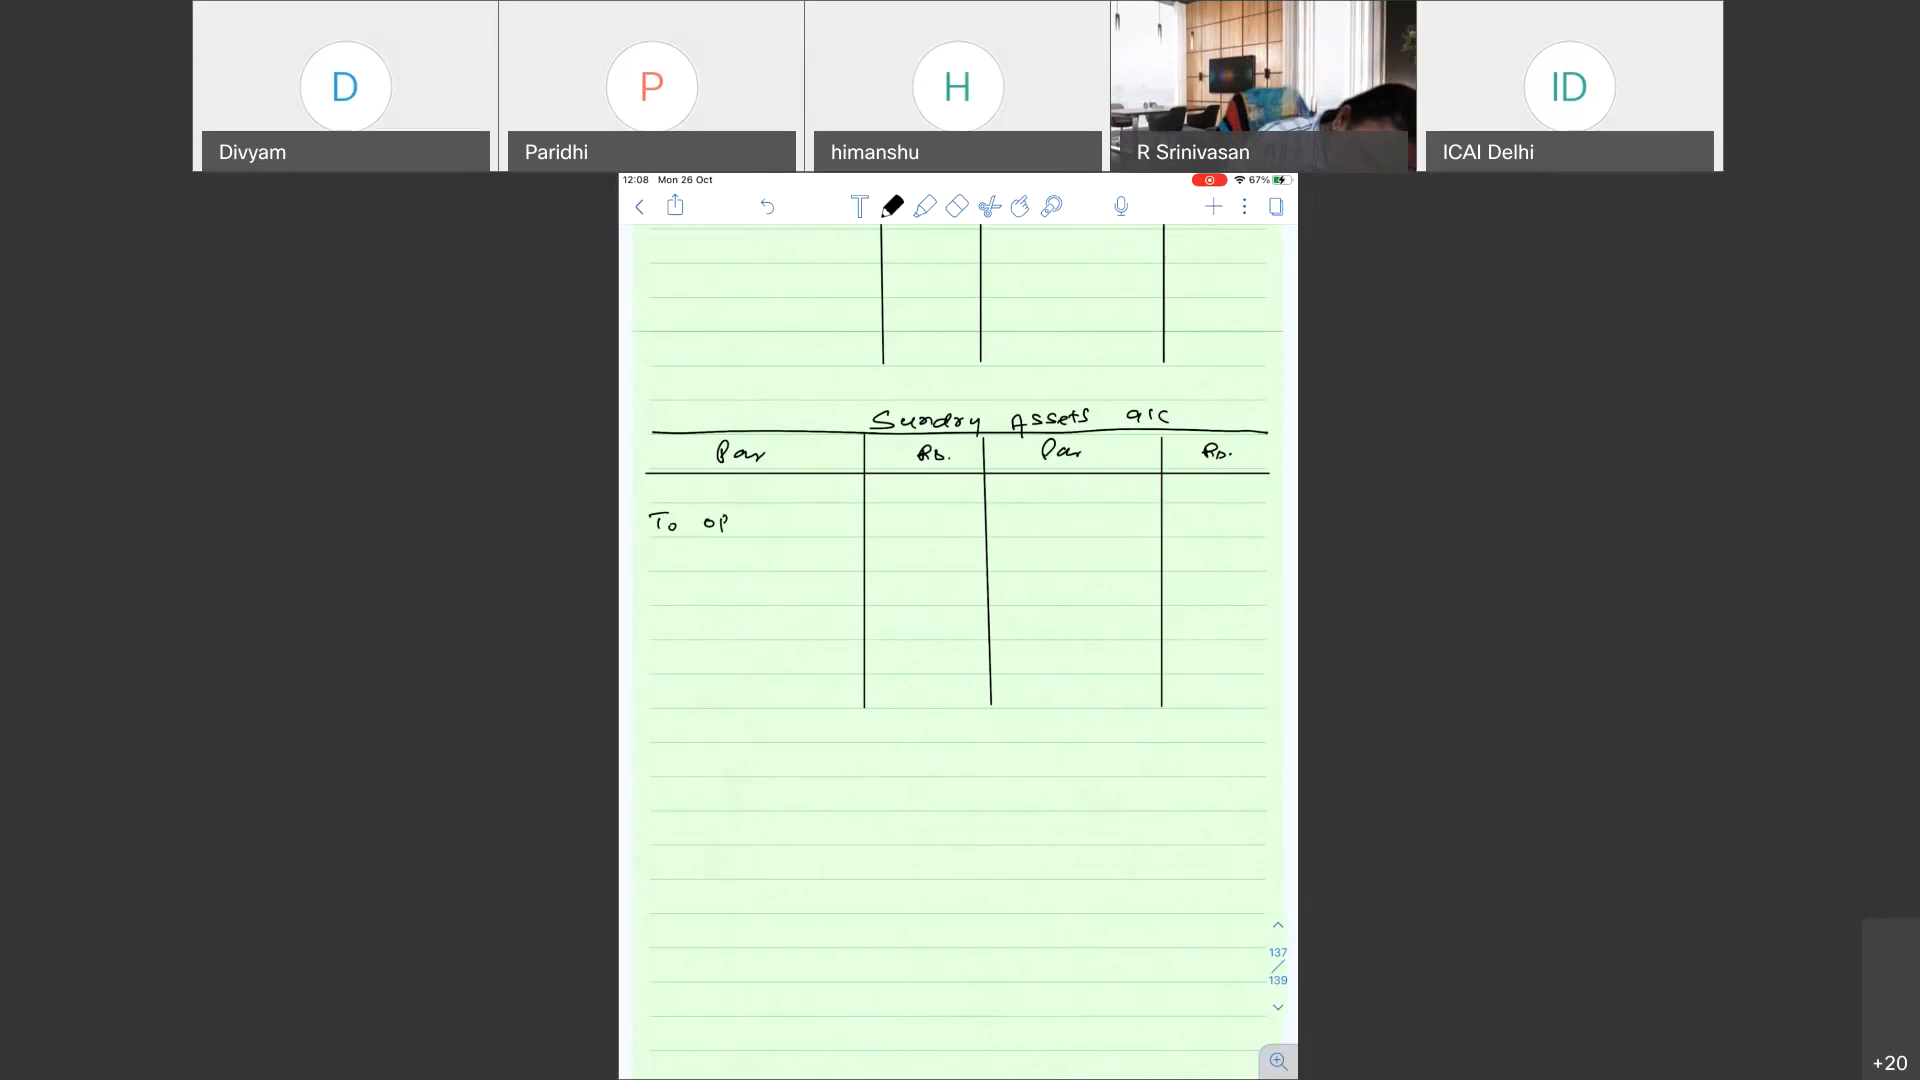 D
P
H
ID
Divyam
Paridhi
himanshu
R Srinivasan
ICAI Delhi
12:08 Mon 26 Oct
67%
T
Sundry Assets a/c
Par Rs. Par Rs.
To op
137
139
+20